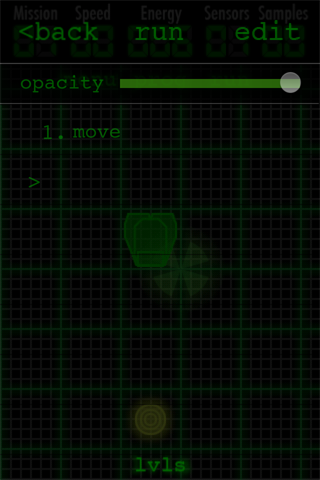 Mission Speed Energy Sensors Samples
<back run edit
opacity
1. move
>
lvls